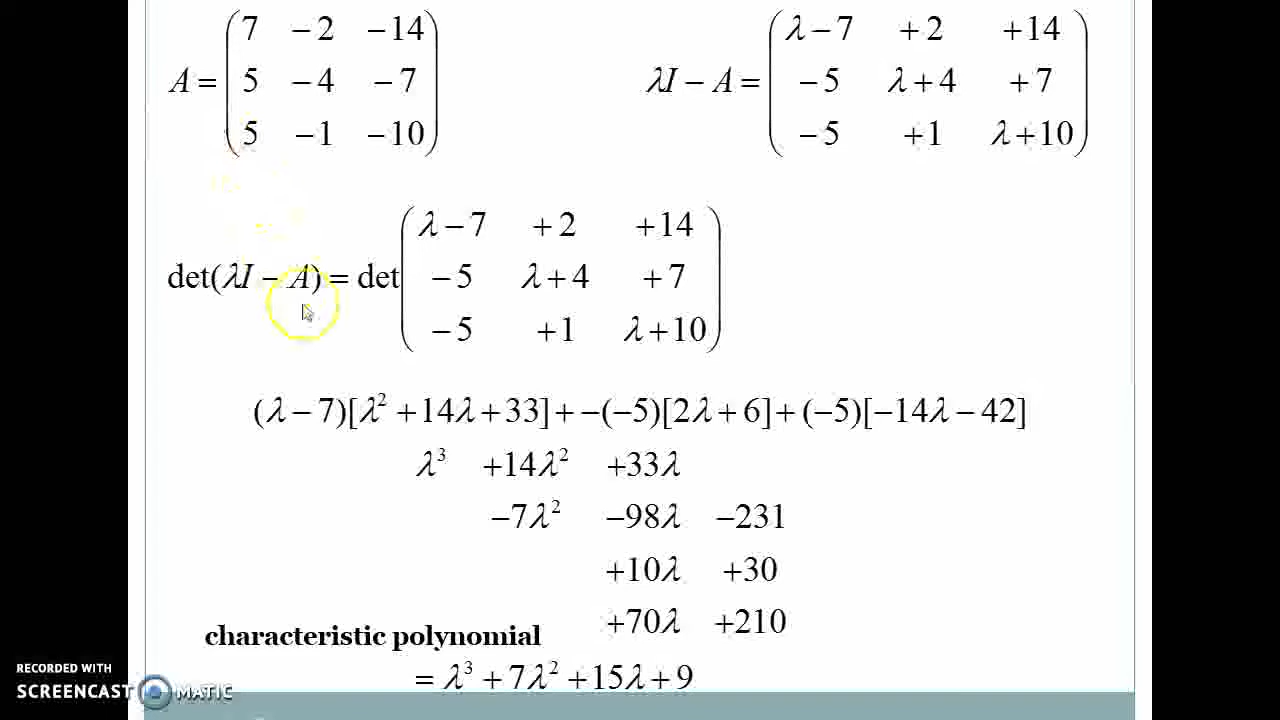 A = (7 −2 −14
5 −4 −7
5 −1 −10)
λI − A = (λ−7 +2 +14
−5 λ+4 +7
−5 +1 λ+10)
det(λI − A) = det (λ−7 +2 +14
−5 λ+4 +7
−5 +1 λ+10)
(λ−7)[λ² +14λ+33]+−(−5)[2λ+6]+(−5)[−14λ−42]
λ³ +14λ² +33λ
−7λ² −98λ −231
+10λ +30
+70λ +210
characteristic polynomial
= λ³ + 7λ² +15λ + 9
RECORDED WITH
SCREENCAST MATIC